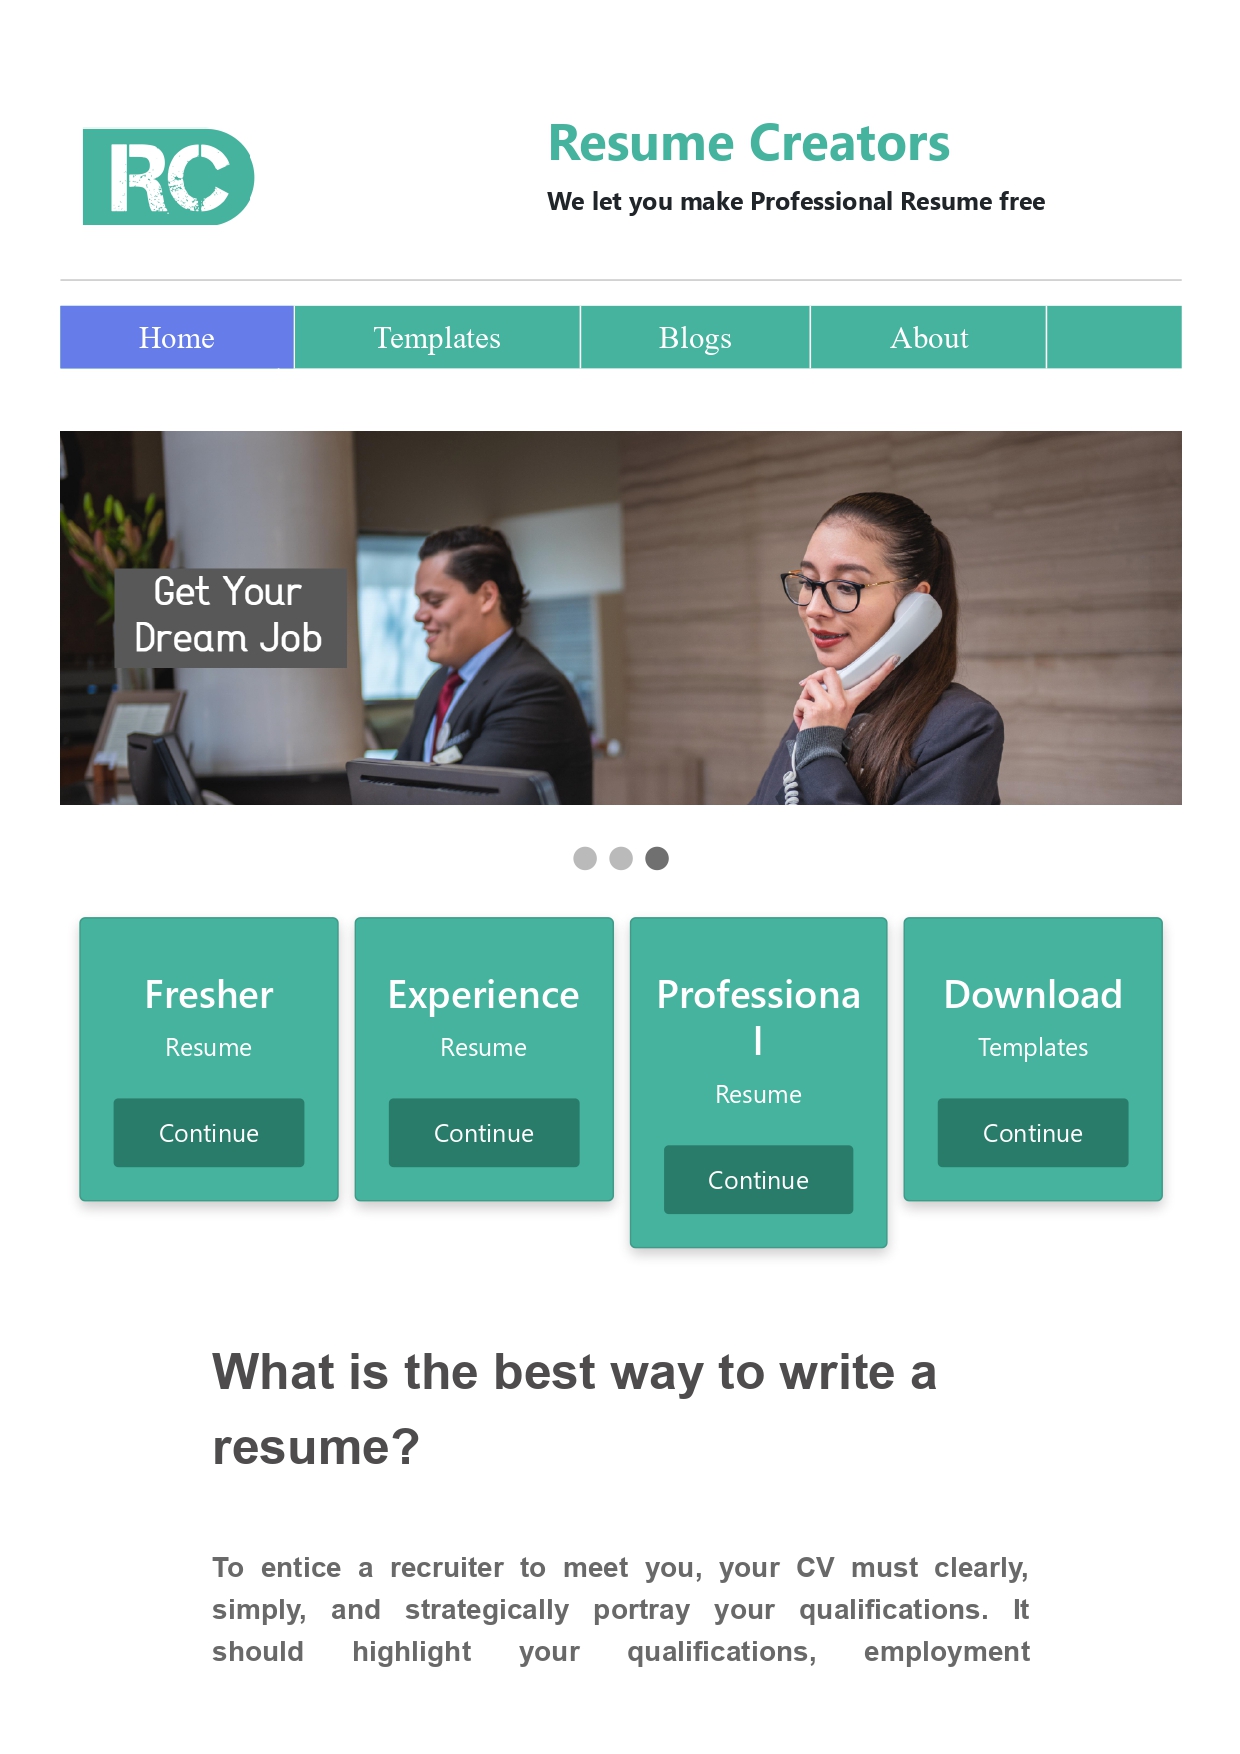 RC
Resume Creators
We let you make Professional Resume free
Home Templates Blogs About
Get Your
Dream Job
Fresher
Resume
Continue
Experience
Resume
Continue
Professiona
l
Resume
Continue
Download
Templates
Continue
What is the best way to write a
resume?
To entice a recruiter to meet you, your CV must clearly,
simply, and strategically portray your qualifications. It
should highlight your qualifications, employment